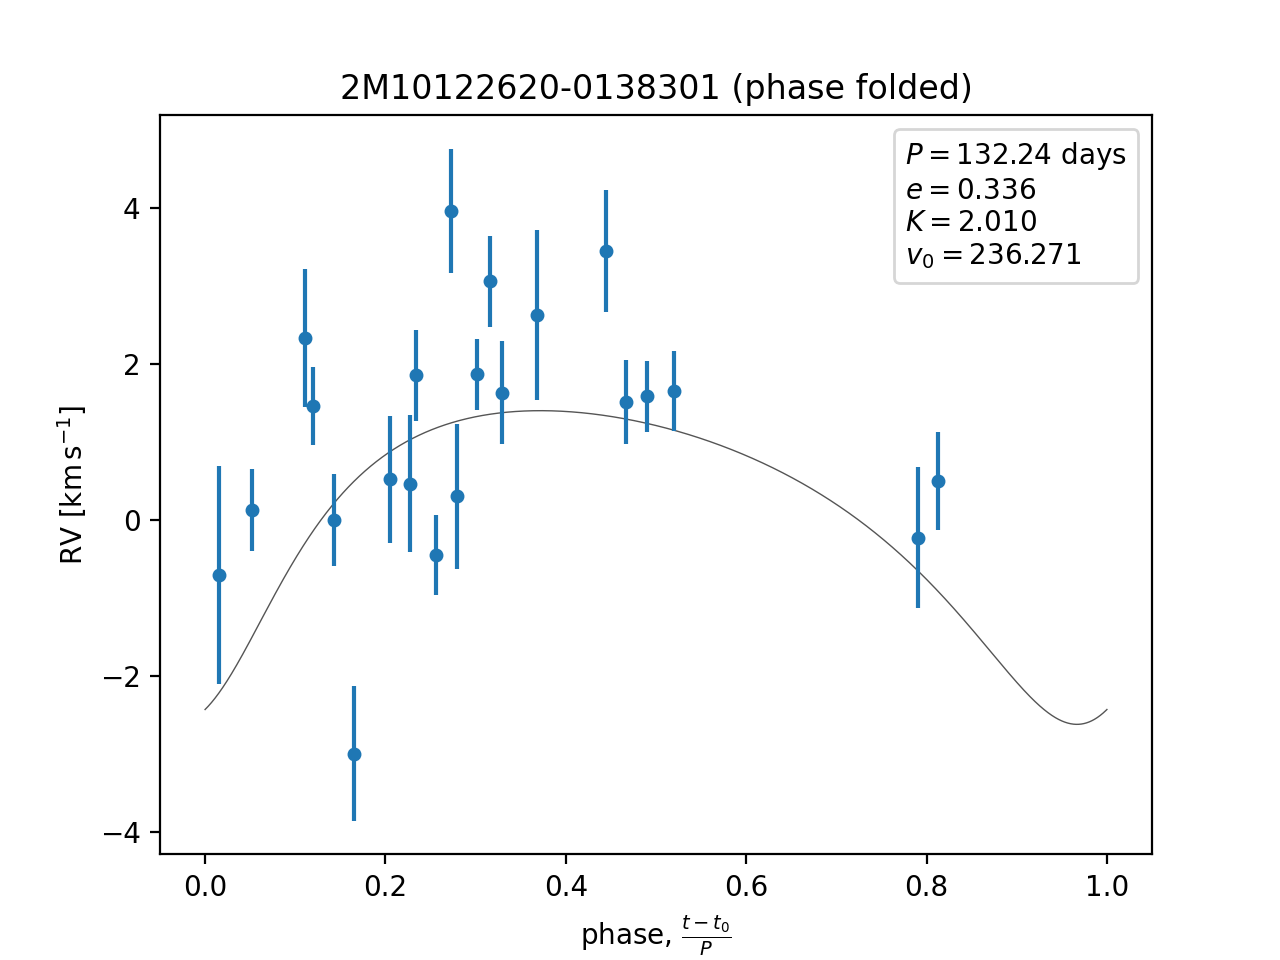 2M10122620-0138301 (phase folded)
P = 132.24 days
e = 0.336
K = 2.010
v₀ = 236.271
RV [km s⁻¹]
4
2
0
−2
−4
0.0 0.2 0.4 0.6 0.8 1.0
phase, (t − t₀)/P